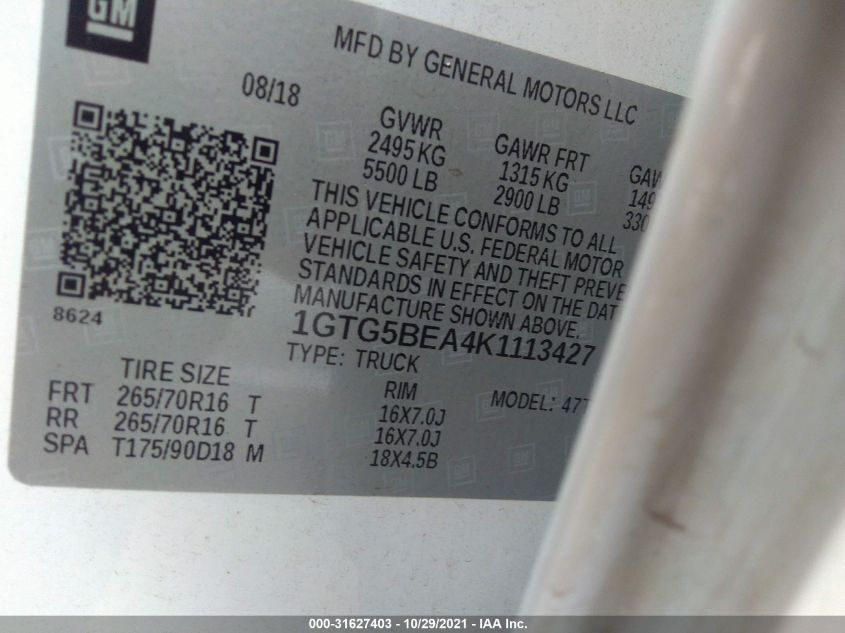 GM
MFD BY GENERAL MOTORS LLC
08/18
GVWR GAWR FRT
2495 KG 1315 KG
5500 LB 2900 LB
THIS VEHICLE CONFORMS TO ALL
APPLICABLE U.S. FEDERAL MOTOR
VEHICLE SAFETY AND THEFT
STANDARDS IN EFFECT ON THE
MANUFACTURE SHOWN ABOVE.
8624
1GTG5BEA4K1113427
TYPE: TRUCK
TIRE SIZE RIM MODEL:
FRT 265/70R16 T 16X7.0J
RR 265/70R16 T 16X7.0J
SPA T175/90D18 M 18X4.5B
000-31627403 | 10/29/2021 - IAA Inc.